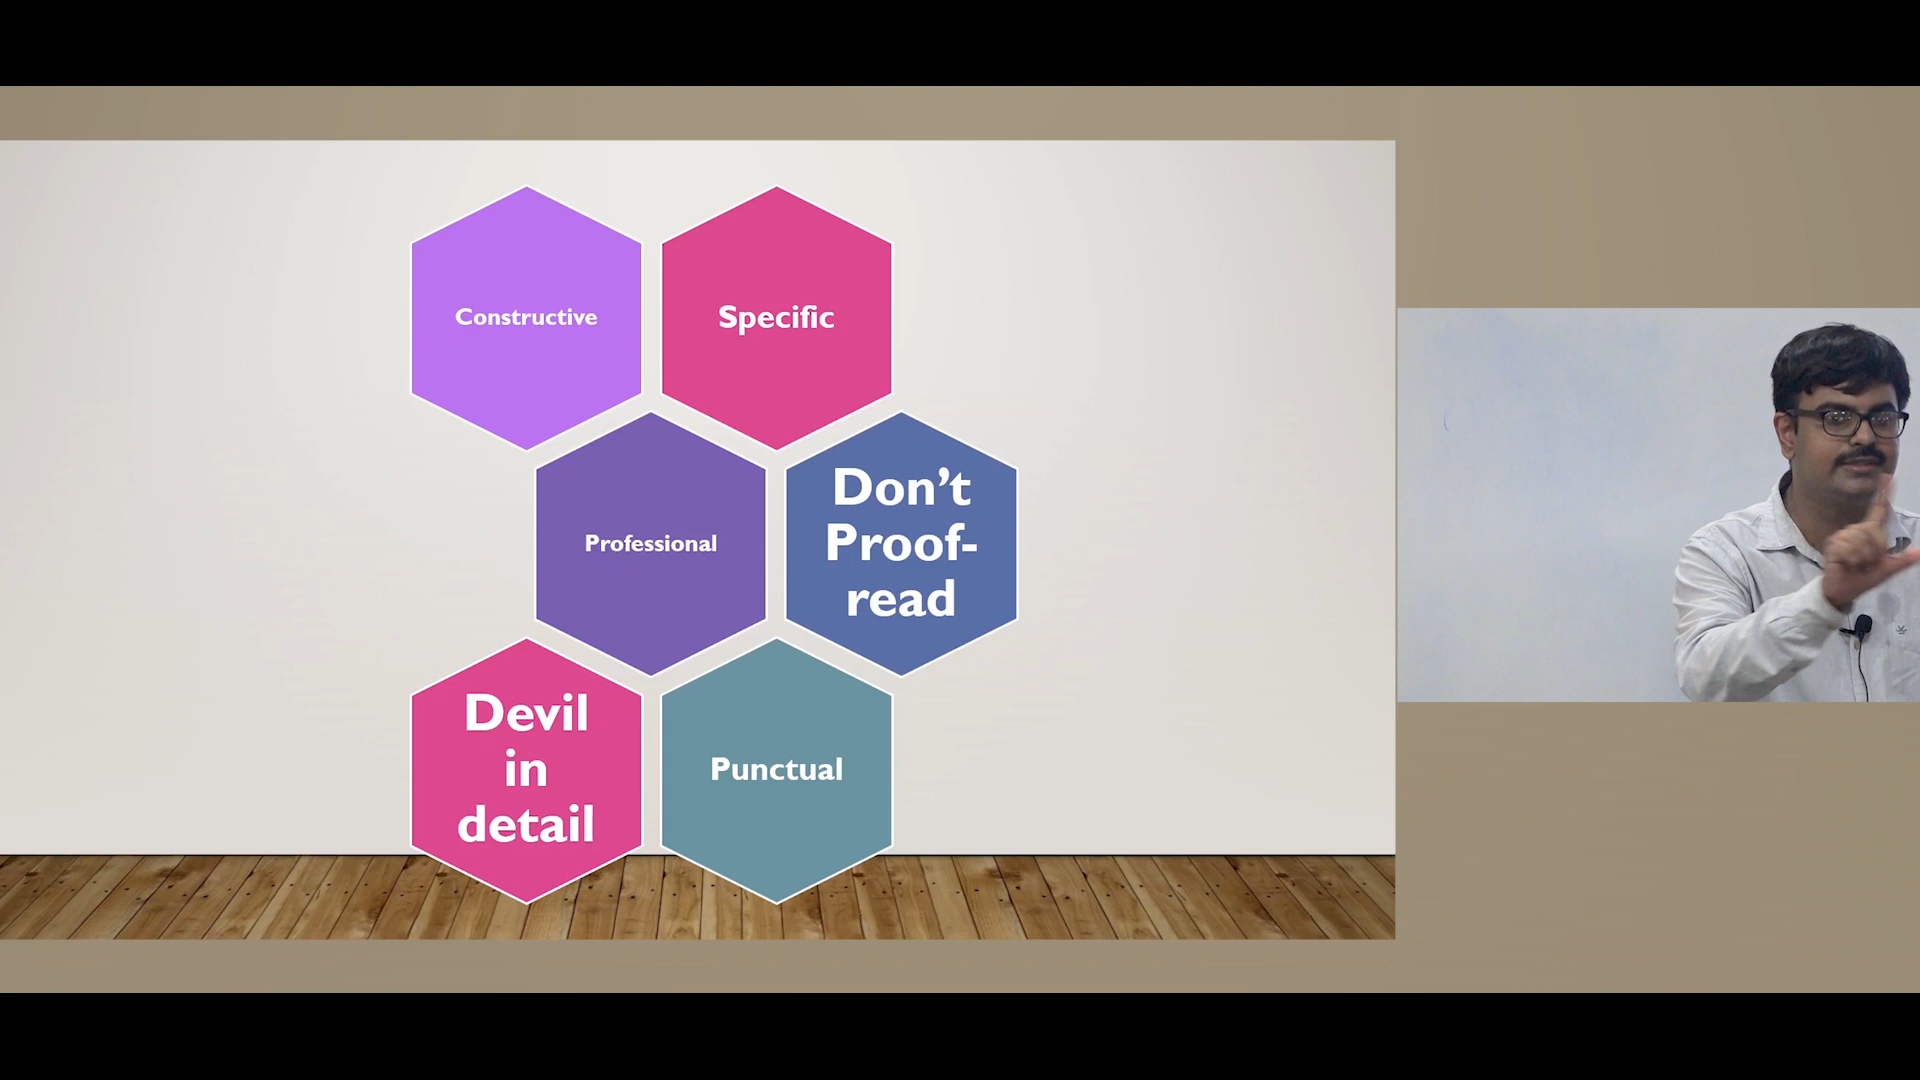 Constructive
Specific
Professional
Don’t
Proof-
read
Devil
in
detail
Punctual